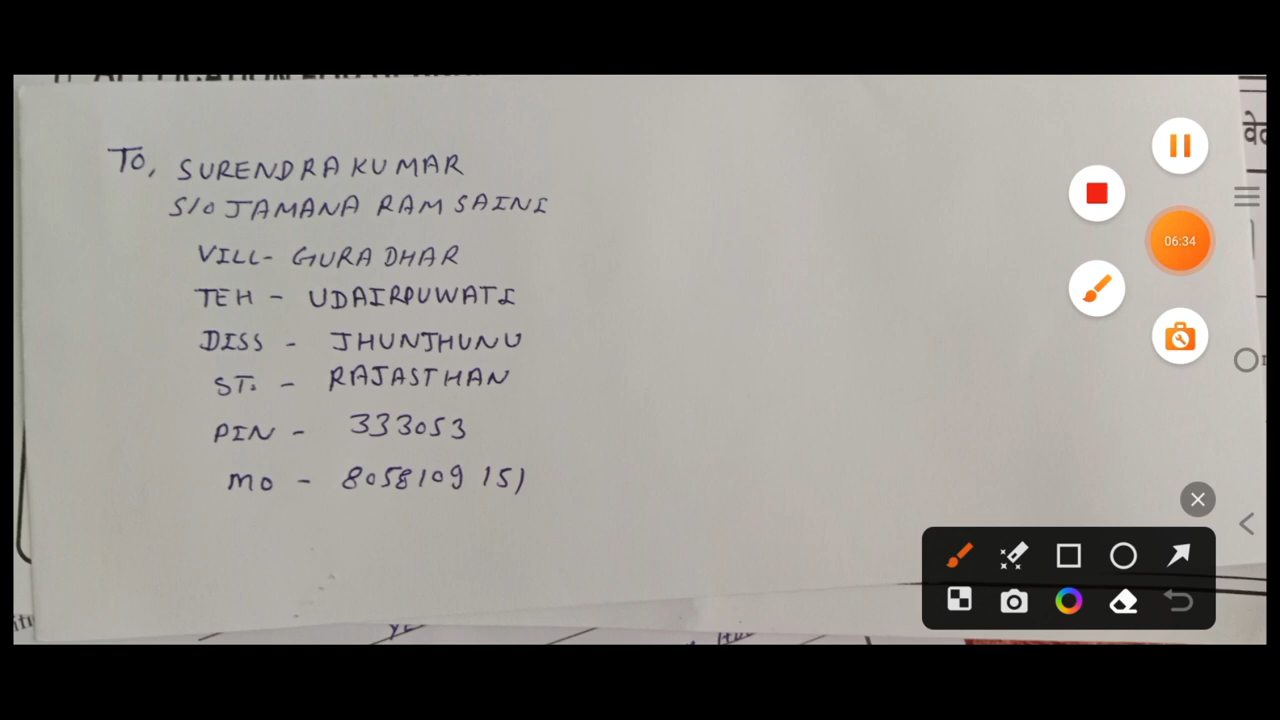 TO, SURENDRA KUMAR
S/O JAMANA RAM SAINI
VILL- GURA DHAR
TEH - UDAIRPUWATI
DISS - JHUNJHUNU
ST. - RAJASTHAN
PIN - 333053
MO - 8058109151
06:34